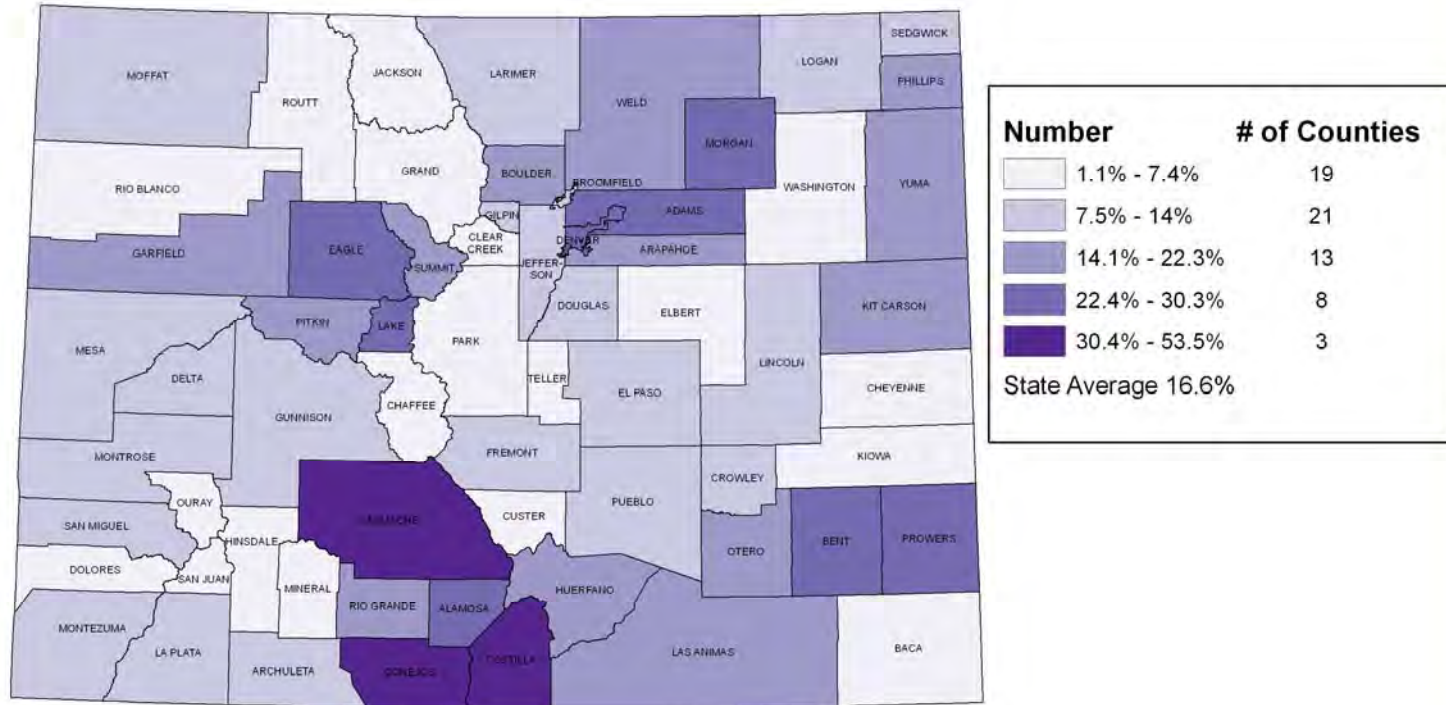 SEDGWICK
LOGAN
MOFFAT
JACKSON
LARIMER
PHILLIPS
ROUTT
WELD
MORGAN
GRAND
BOULDER
RIO BLANCO
BROOMFIELD
WASHINGTON
YUMA
GILPIN
ADAMS
CLEAR
CREEK
DENVER
EAGLE
GARFIELD
SUMMIT
JEFFER-
SON
ARAPAHOE
DOUGLAS
ELBERT
KIT CARSON
PITKIN
LAKE
PARK
MESA
LINCOLN
DELTA
TELLER
EL PASO
CHEYENNE
GUNNISON
CHAFFEE
MONTROSE
FREMONT
KIOWA
CROWLEY
OURAY
PUEBLO
SAN MIGUEL
SAGUACHE
CUSTER
HINSDALE
OTERO
BENT
PROWERS
DOLORES
SAN JUAN
MINERAL
HUERFANO
RIO GRANDE
ALAMOSA
MONTEZUMA
LA PLATA
ARCHULETA
CONEJOS
COSTILLA
LAS ANIMAS
BACA
Number # of Counties
1.1% - 7.4% 19
7.5% - 14% 21
14.1% - 22.3% 13
22.4% - 30.3% 8
30.4% - 53.5% 3
State Average 16.6%